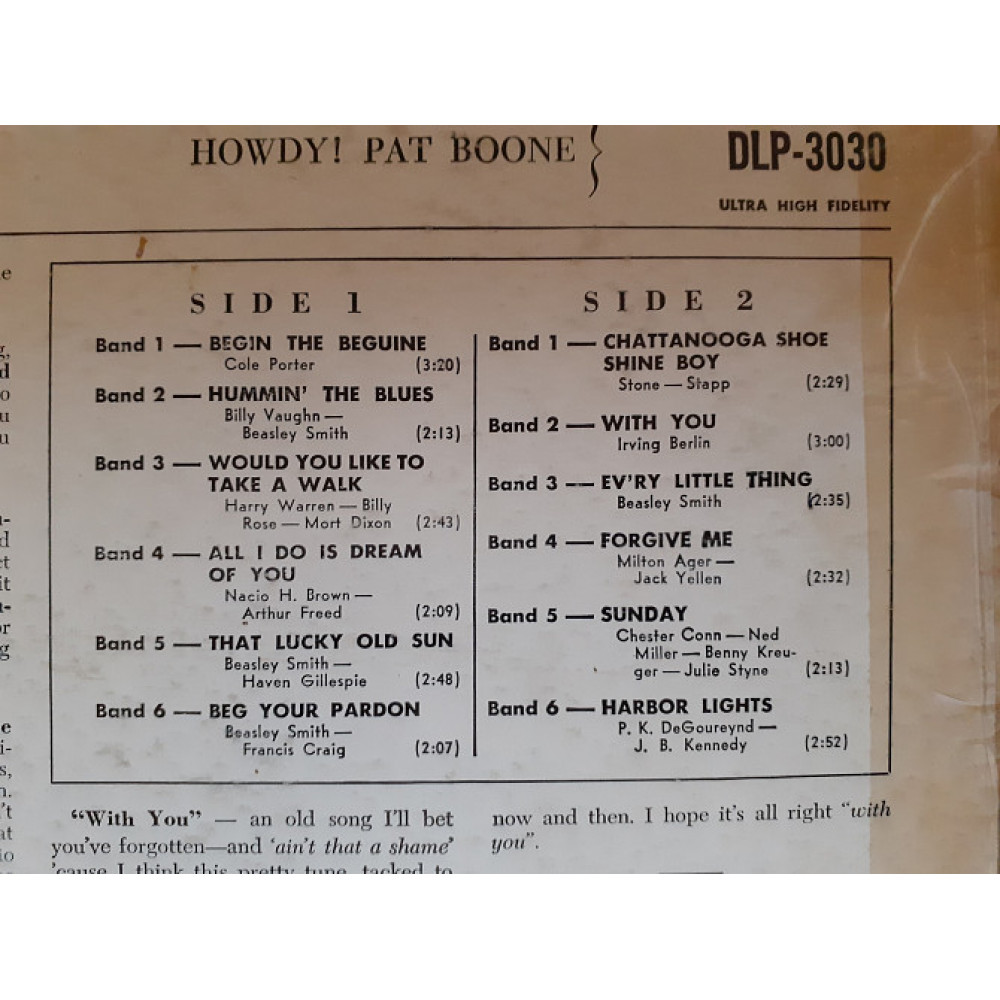 HOWDY! PAT BOONE
DLP-3030
ULTRA HIGH FIDELITY
SIDE 1
Band 1 — BEGIN THE BEGUINE
Cole Porter (3:20)
Band 2 — HUMMIN' THE BLUES
Billy Vaughn —
Beasley Smith (2:13)
Band 3 — WOULD YOU LIKE TO
TAKE A WALK
Harry Warren — Billy
Rose — Mort Dixon (2:43)
Band 4 — ALL I DO IS DREAM
OF YOU
Nacio H. Brown —
Arthur Freed (2:09)
Band 5 — THAT LUCKY OLD SUN
Beasley Smith —
Haven Gillespie (2:48)
Band 6 — BEG YOUR PARDON
Beasley Smith —
Francis Craig (2:07)
SIDE 2
Band 1 — CHATTANOOGA SHOE
SHINE BOY
Stone — Stapp (2:29)
Band 2 — WITH YOU
Irving Berlin (3:00)
Band 3 — EV'RY LITTLE THING
Beasley Smith (2:35)
Band 4 — FORGIVE ME
Milton Ager —
Jack Yellen (2:32)
Band 5 — SUNDAY
Chester Conn — Ned
Miller — Benny Kreu-
ger — Julie Styne (2:13)
Band 6 — HARBOR LIGHTS
P. K. DeGoureynd —
J. B. Kennedy (2:52)
“With You” — an old song I'll bet
you've forgotten—and ‘ain't that a shame’
'cause I think this pretty tune, tacked to
now and then. I hope it's all right “with
you”.